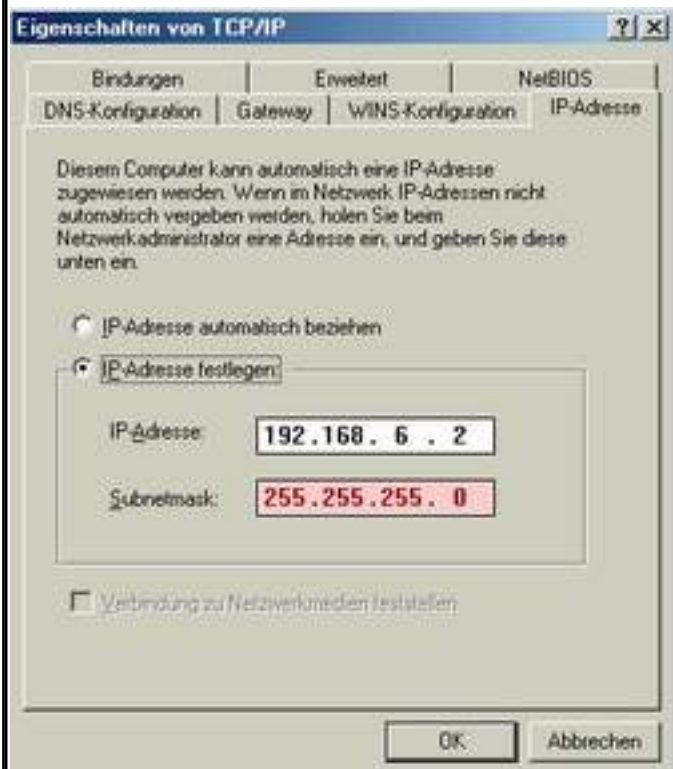 Eigenschaften von TCP/IP
Bindungen Erweitert NetBIOS
DNS-Konfiguration Gateway WINS-Konfiguration IP-Adresse
Diesem Computer kann automatisch eine IP-Adresse
zugewiesen werden. Wenn im Netzwerk IP-Adressen nicht
automatisch vergeben werden, holen Sie beim
Netzwerkadministrator eine Adresse ein, und geben Sie diese
unten ein.
IP-Adresse automatisch beziehen
IP-Adresse festlegen:
IP-Adresse: 192.168. 6 . 2
Subnetmask: 255.255.255. 0
Verbindung zu Netzwerkmedien feststellen
OK Abbrechen